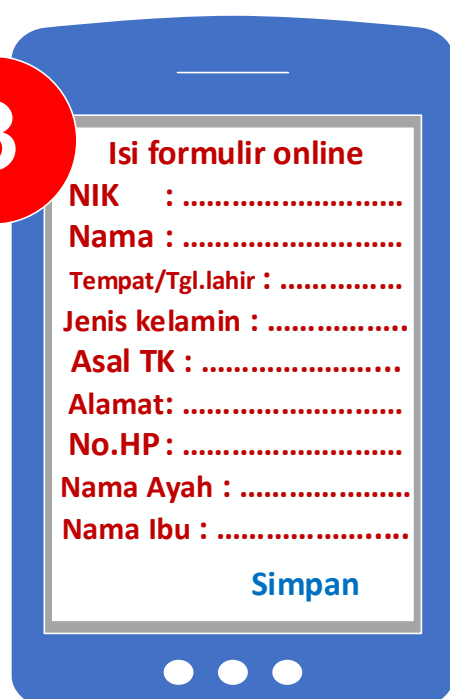 3
Isi formulir online
NIK : ...........................
Nama : ...........................
Tempat/Tgl.lahir : ...............
Jenis kelamin : .................
Asal TK : ........................
Alamat: ...........................
No.HP : ...........................
Nama Ayah : .....................
Nama Ibu : .......................
Simpan